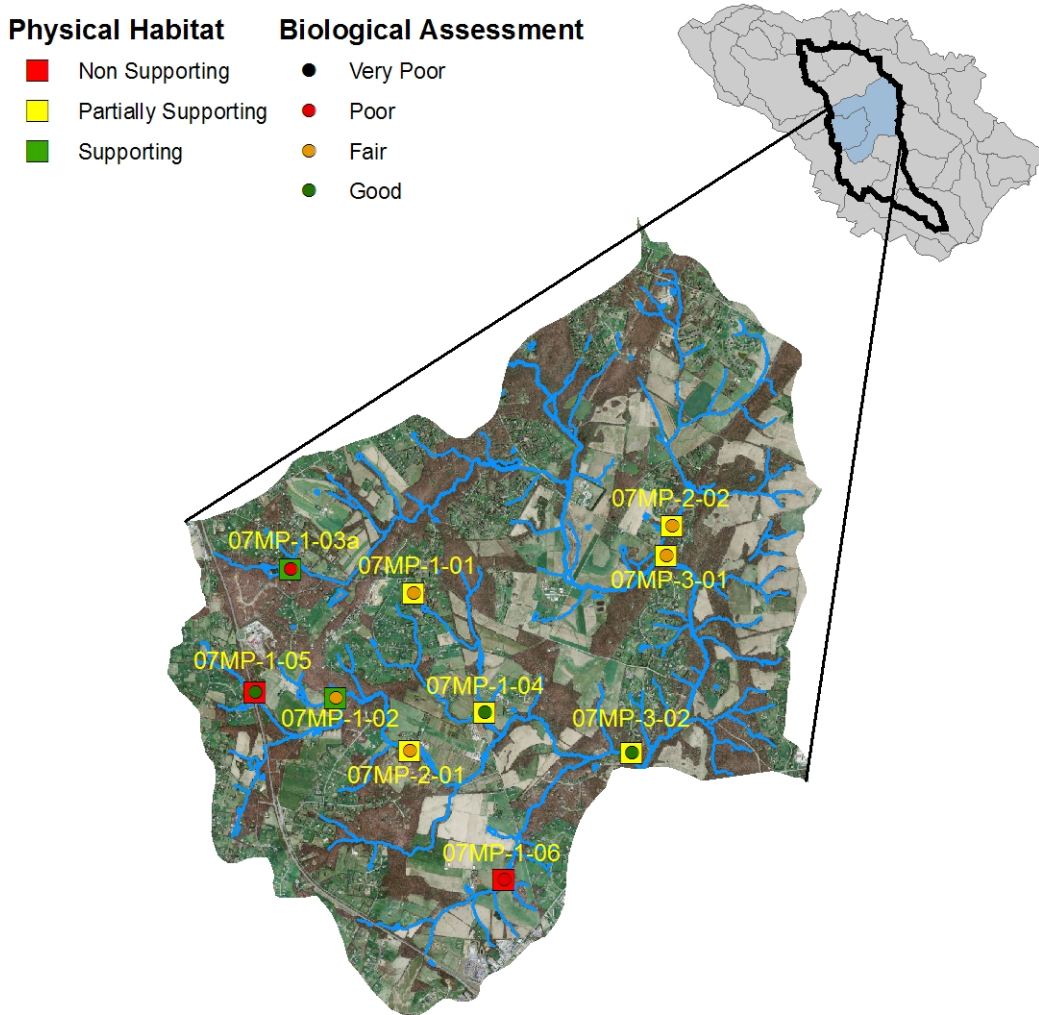 Physical Habitat
Non Supporting
Partially Supporting
Supporting
Biological Assessment
Very Poor
Poor
Fair
Good
07MP-2-02
07MP-1-03a
07MP-1-01
07MP-3-01
07MP-1-05
07MP-1-04
07MP-1-02
07MP-3-02
07MP-2-01
07MP-1-06